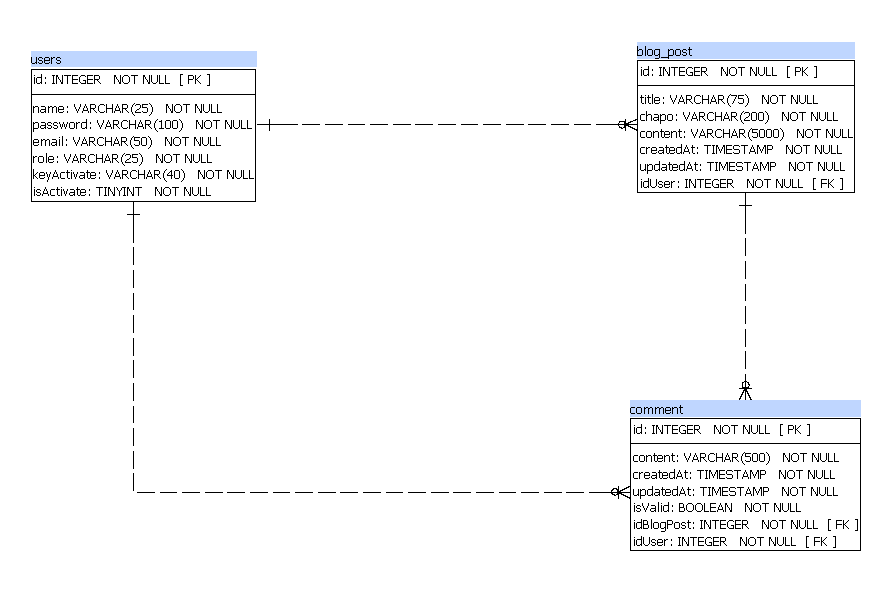 users
id: INTEGER NOT NULL [ PK ]
name: VARCHAR(25) NOT NULL
password: VARCHAR(100) NOT NULL
email: VARCHAR(50) NOT NULL
role: VARCHAR(25) NOT NULL
keyActivate: VARCHAR(40) NOT NULL
isActivate: TINYINT NOT NULL
blog_post
id: INTEGER NOT NULL [ PK ]
title: VARCHAR(75) NOT NULL
chapo: VARCHAR(200) NOT NULL
content: VARCHAR(5000) NOT NULL
createdAt: TIMESTAMP NOT NULL
updatedAt: TIMESTAMP NOT NULL
idUser: INTEGER NOT NULL [ FK ]
comment
id: INTEGER NOT NULL [ PK ]
content: VARCHAR(500) NOT NULL
createdAt: TIMESTAMP NOT NULL
updatedAt: TIMESTAMP NOT NULL
isValid: BOOLEAN NOT NULL
idBlogPost: INTEGER NOT NULL [ FK ]
idUser: INTEGER NOT NULL [ FK ]